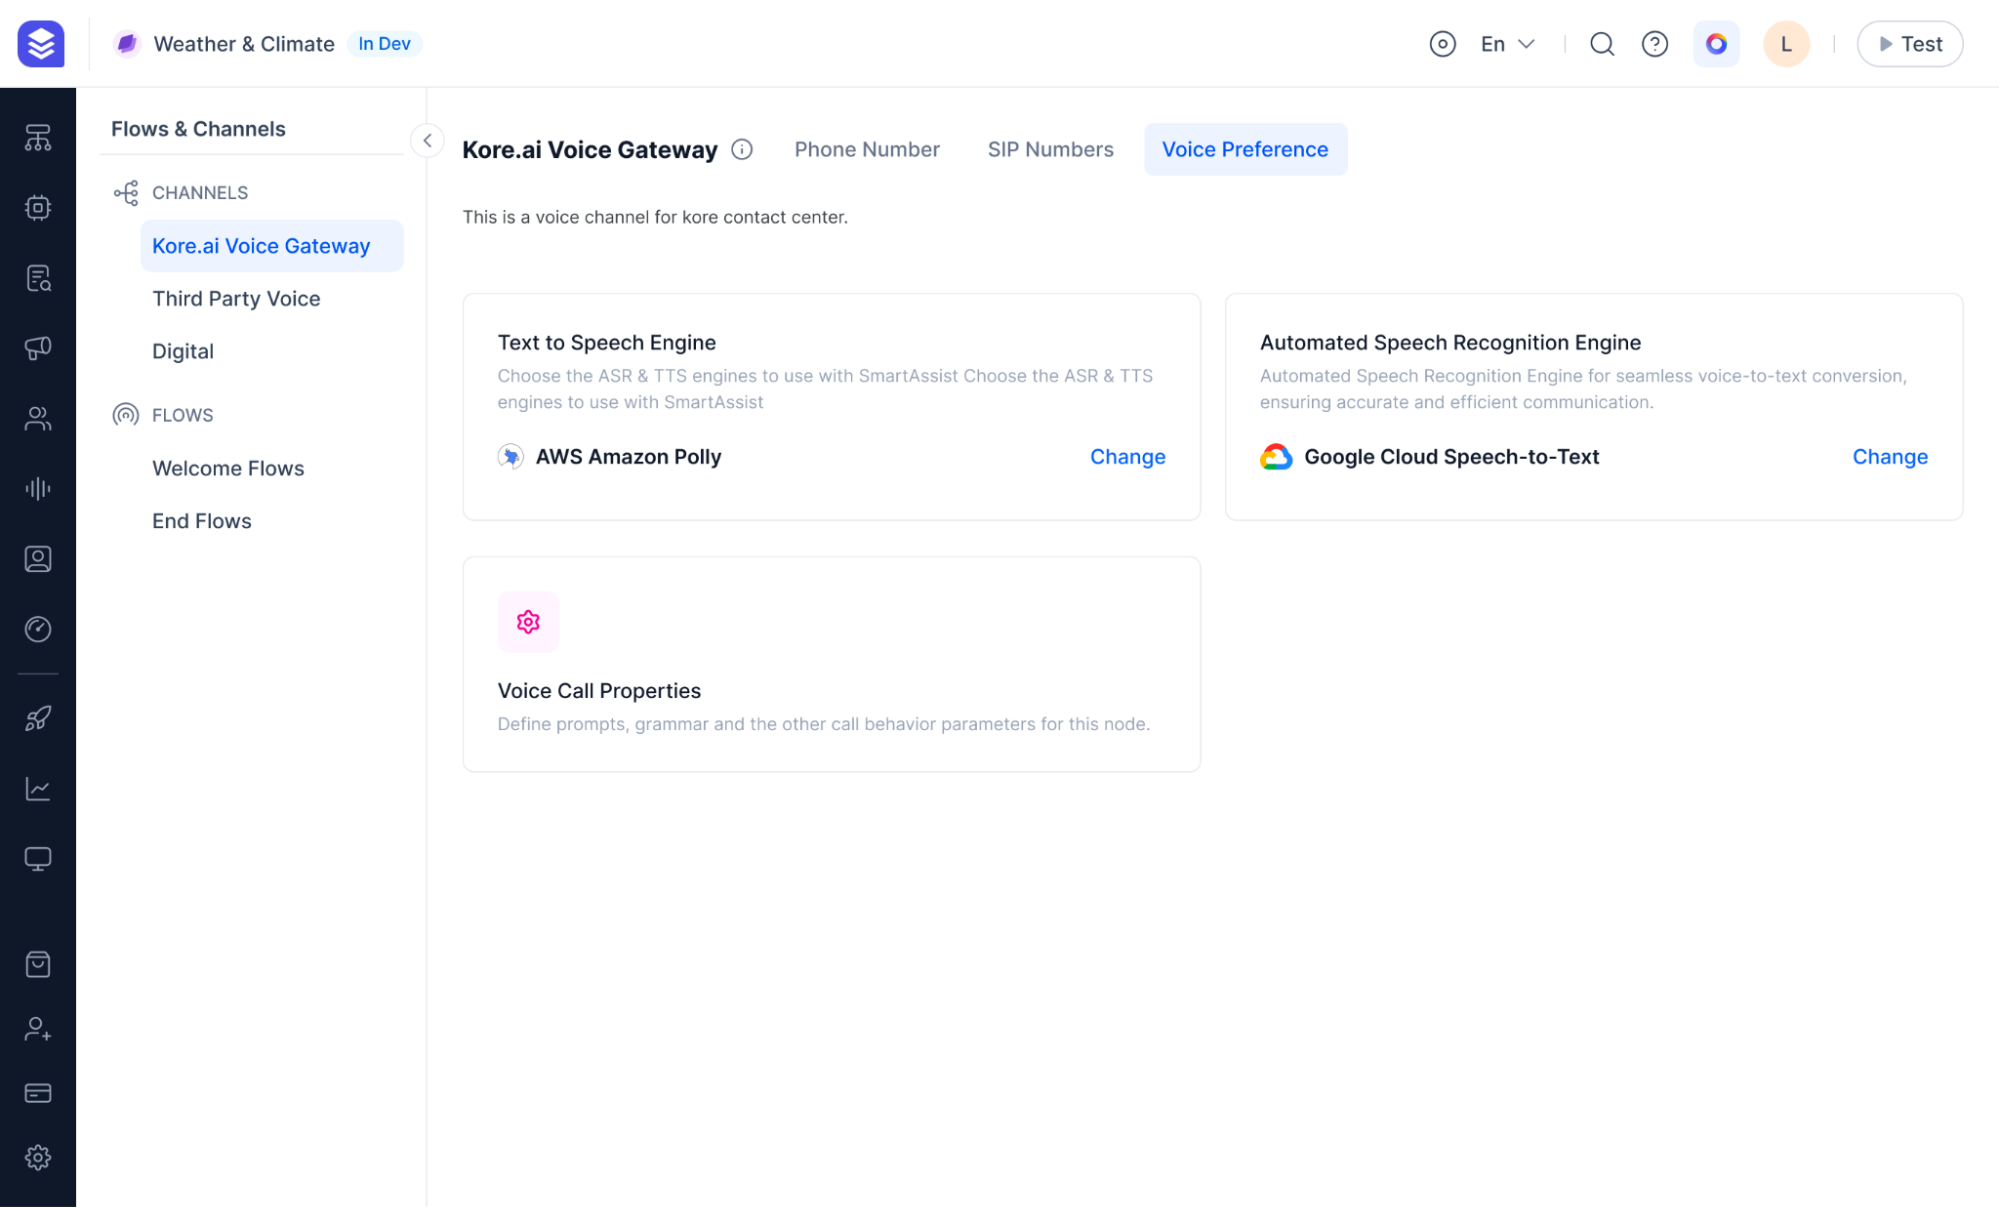 Weather & Climate
In Dev
En
L
Test
Flows & Channels
CHANNELS
Kore.ai Voice Gateway
Third Party Voice
Digital
FLOWS
Welcome Flows
End Flows
Kore.ai Voice Gateway
Phone Number
SIP Numbers
Voice Preference
This is a voice channel for kore contact center.
Text to Speech Engine
Choose the ASR & TTS engines to use with SmartAssist Choose the ASR & TTS
engines to use with SmartAssist
AWS Amazon Polly
Change
Automated Speech Recognition Engine
Automated Speech Recognition Engine for seamless voice-to-text conversion,
ensuring accurate and efficient communication.
Google Cloud Speech-to-Text
Change
Voice Call Properties
Define prompts, grammar and the other call behavior parameters for this node.